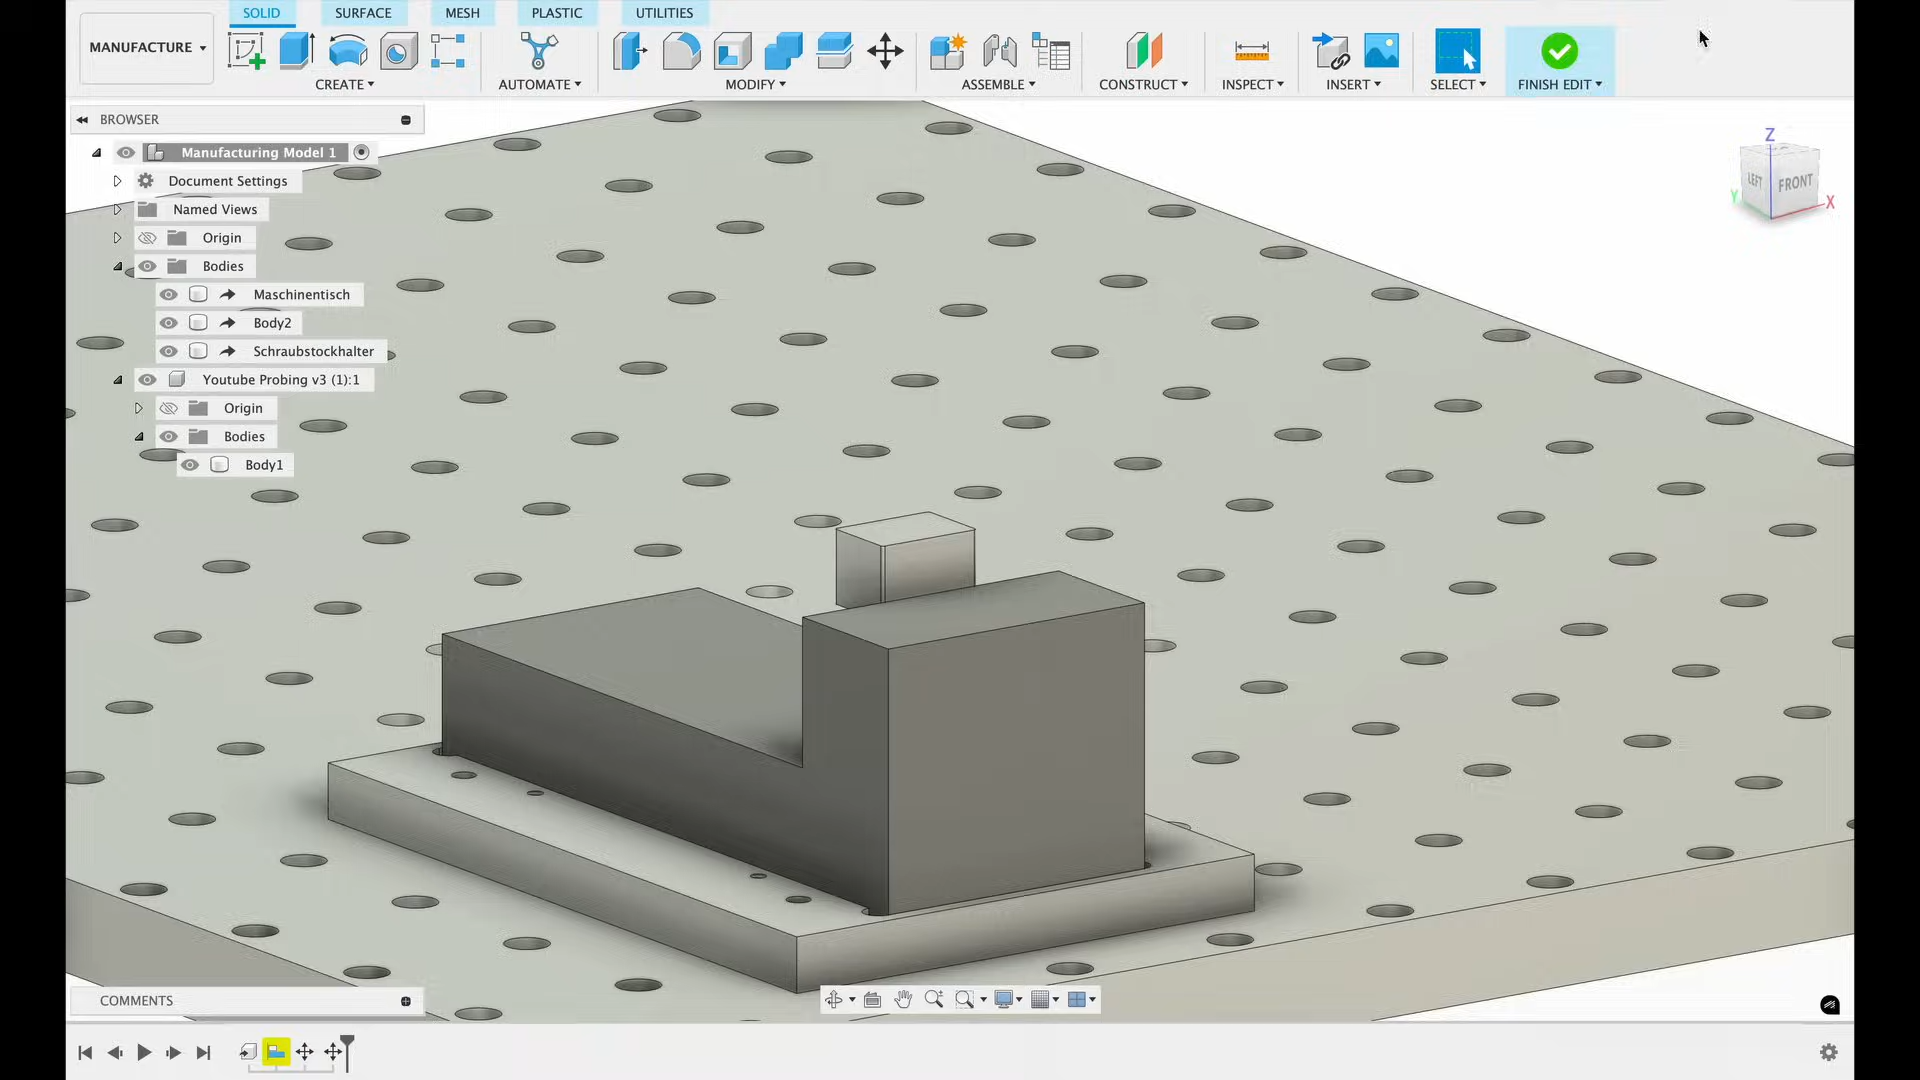 SOLID SURFACE MESH PLASTIC UTILITIES
MANUFACTURE
CREATE AUTOMATE MODIFY ASSEMBLE CONSTRUCT INSPECT INSERT SELECT FINISH EDIT
BROWSER
Manufacturing Model 1
Document Settings
Named Views
Origin
Bodies
Maschinentisch
Body2
Schraubstockhalter
Youtube Probing v3 (1):1
Origin
Bodies
Body1
Z
LEFT FRONT
Y
X
COMMENTS